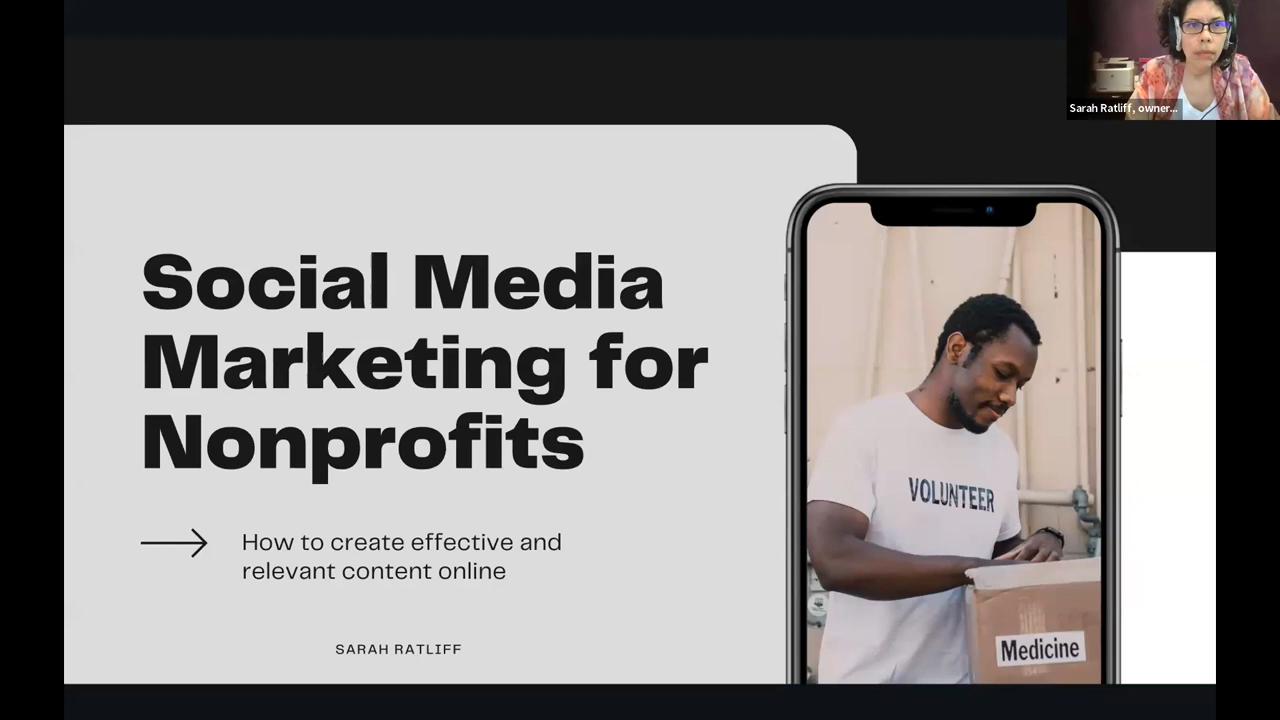 Sarah Ratliff, owner...
Social Media
Marketing for
Nonprofits
How to create effective and
relevant content online
SARAH RATLIFF
VOLUNTEER
Medicine